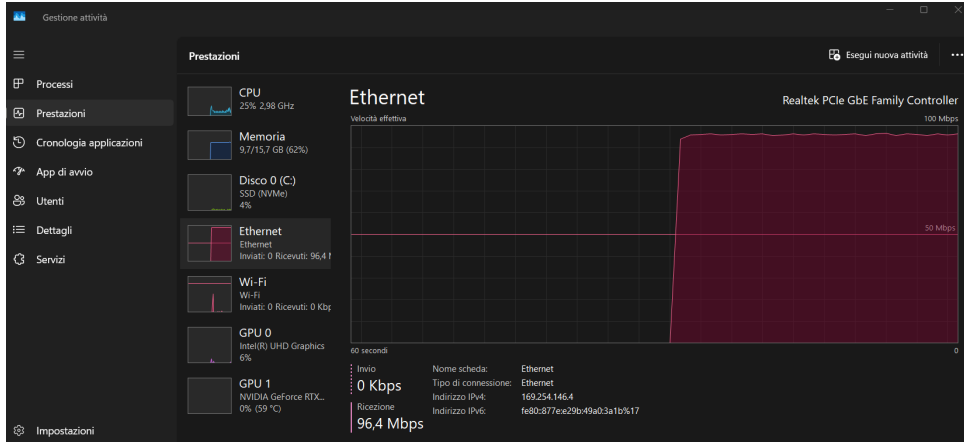 Gestione attività
Prestazioni
Esegui nuova attività
Processi
Prestazioni
Cronologia applicazioni
App di avvio
Utenti
Dettagli
Servizi
Impostazioni
CPU
25% 2,98 GHz
Memoria
9,7/15,7 GB (62%)
Disco 0 (C:)
SSD (NVMe)
4%
Ethernet
Ethernet
Inviati: 0 Ricevuti: 96,4
Wi-Fi
Wi-Fi
Inviati: 0 Ricevuti: 0 Kbp
GPU 0
Intel(R) UHD Graphics
6%
GPU 1
NVIDIA GeForce RTX...
0% (59 °C)
Ethernet
Realtek PCIe GbE Family Controller
Velocità effettiva
100 Mbps
50 Mbps
60 secondi
0
Invio
0 Kbps
Ricezione
96,4 Mbps
Nome scheda: Ethernet
Tipo di connessione: Ethernet
Indirizzo IPv4: 169.254.146.4
Indirizzo IPv6: fe80::877e:e29b:49a0:3a1b%17